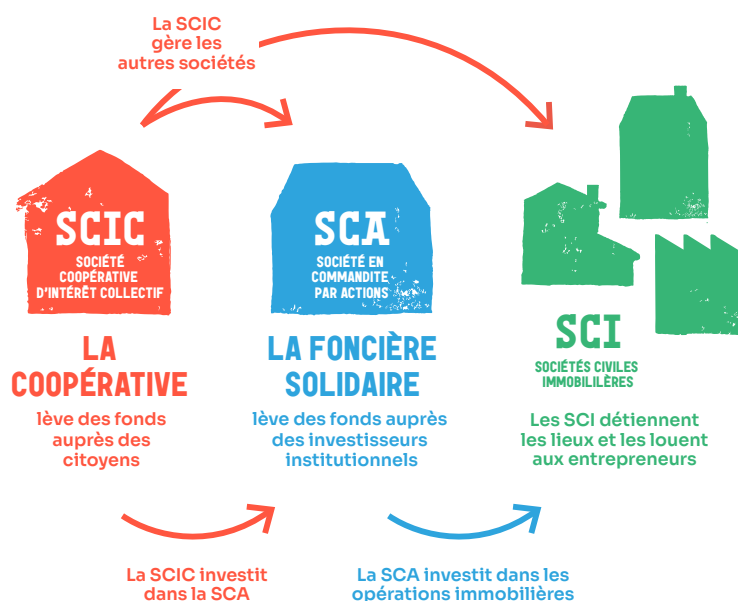 La SCIC
gère les
autres sociétés
SCIC
SOCIÉTÉ
COOPÉRATIVE
D'INTÉRÊT COLLECTIF
LA
COOPÉRATIVE
lève des fonds
auprès des
citoyens
SCA
SOCIÉTÉ EN
COMMANDITE
PAR ACTIONS
LA FONCIÈRE
SOLIDAIRE
lève des fonds auprès
des investisseurs
institutionnels
SCI
SOCIÉTÉS CIVILES
IMMOBILILÈRES
Les SCI détiennent
les lieux et les louent
aux entrepreneurs
La SCIC investit
dans la SCA
La SCA investit dans les
opérations immobilières